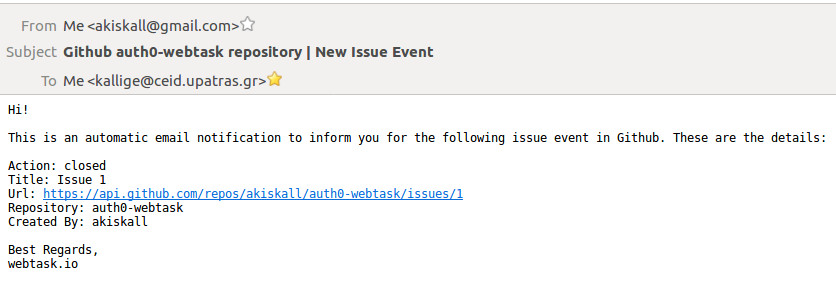 From Me <akiskall@gmail.com>
Subject Github auth0-webtask repository | New Issue Event
To Me <kallige@ceid.upatras.gr>
Hi!
This is an automatic email notification to inform you for the following issue event in Github. These are the details:
Action: closed
Title: Issue 1
Url: https://api.github.com/repos/akiskall/auth0-webtask/issues/1
Repository: auth0-webtask
Created By: akiskall
Best Regards,
webtask.io